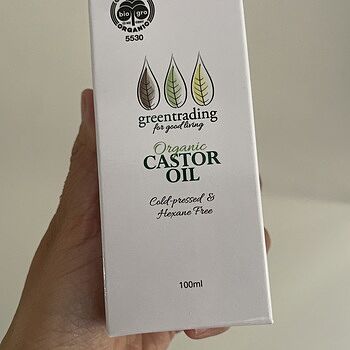 bio gro
ORGANIC
5530
greentrading
for good living
Organic
CASTOR
OIL
Cold-pressed &
Hexane Free
100ml